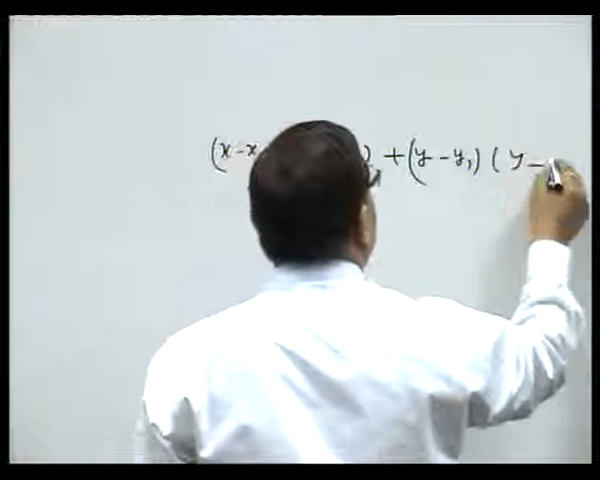 (x-x ) +(y-y₁) ( y-